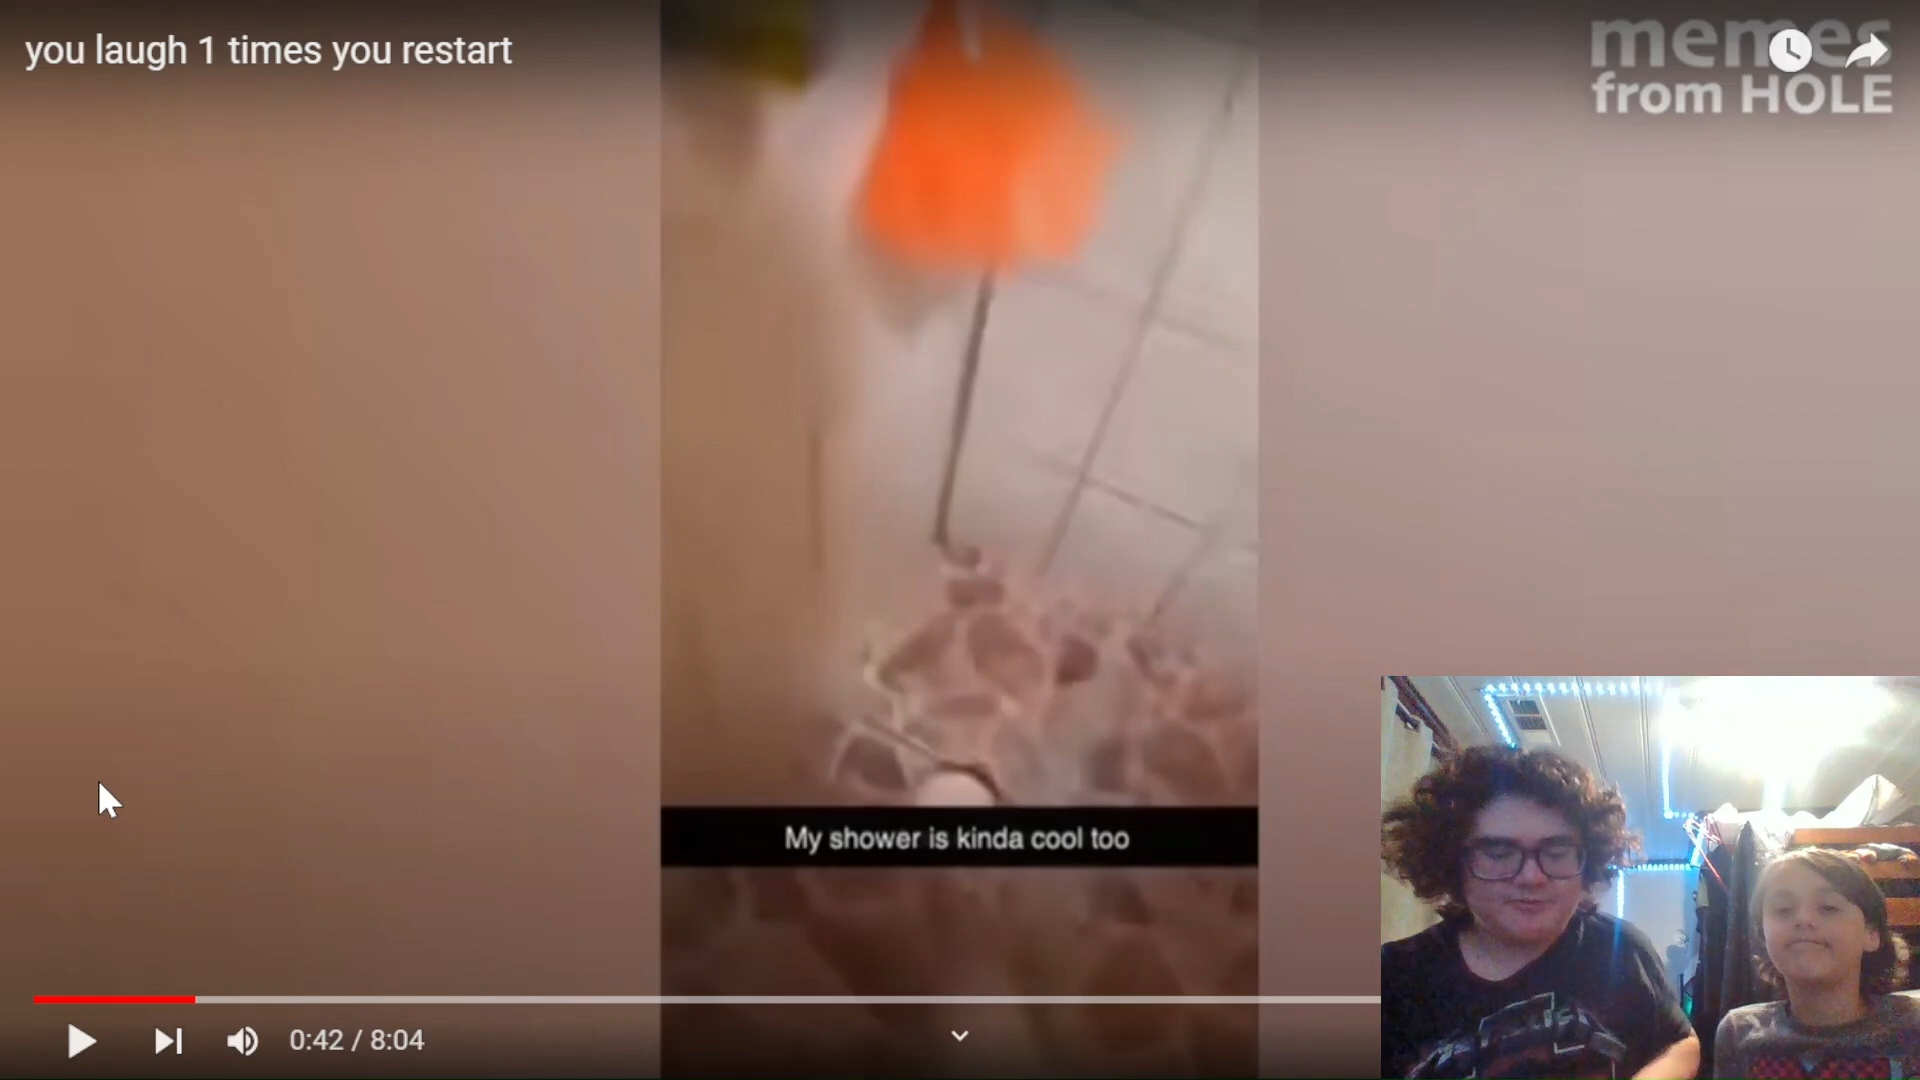 you laugh 1 times you restart
memes
from HOLE
My shower is kinda cool too
0:42 / 8:04